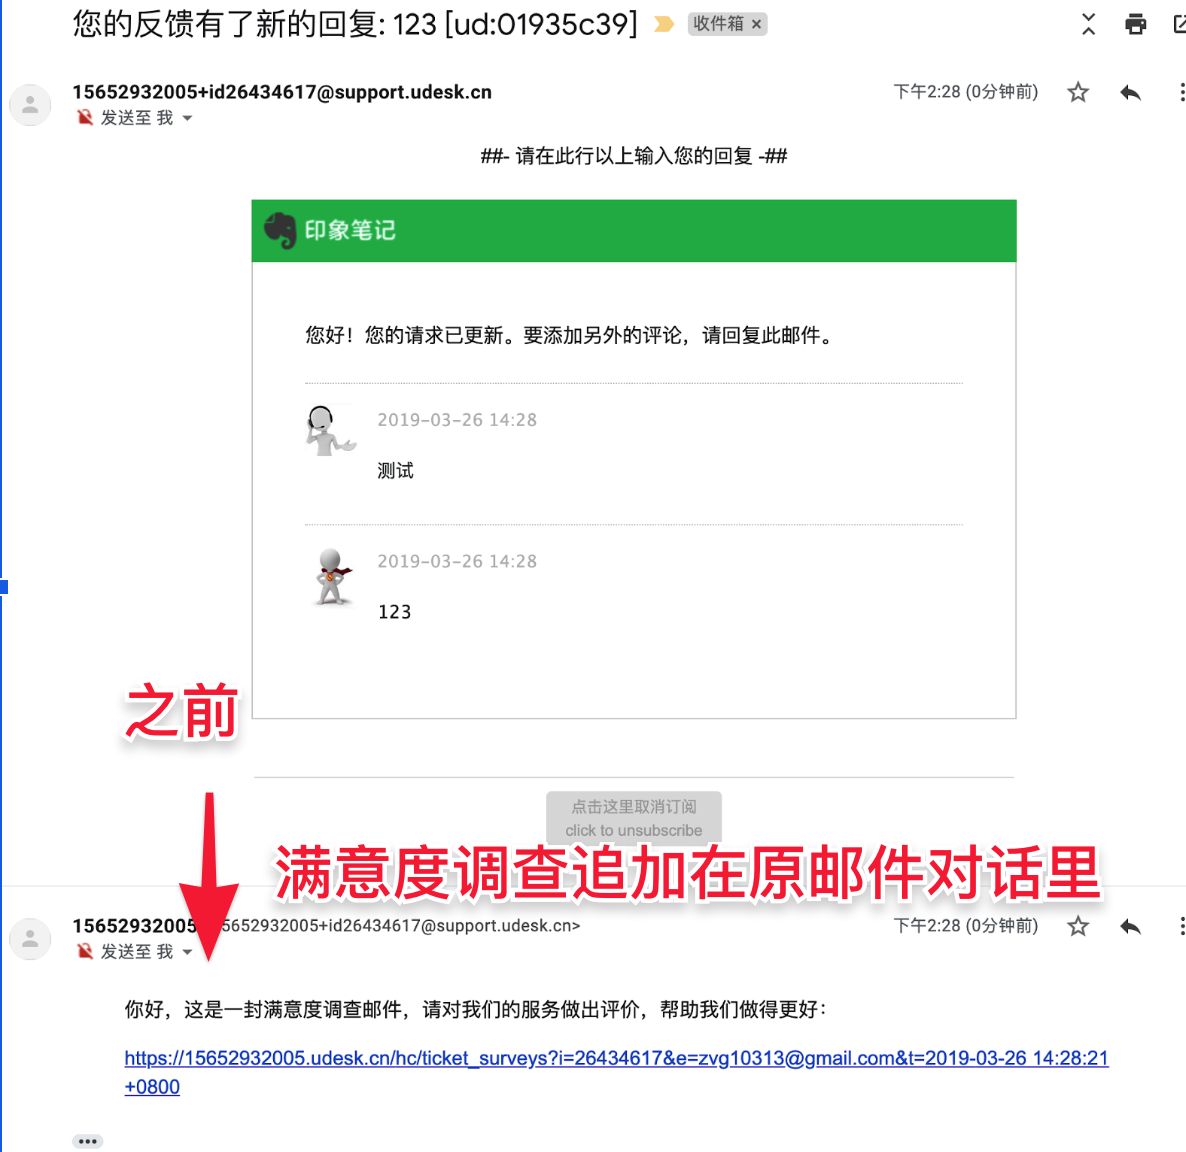 您的反馈有了新的回复: 123 [ud:01935c39]
收件箱 ×
15652932005+id26434617@support.udesk.cn
下午2:28 (0分钟前)
发送至 我
##- 请在此行以上输入您的回复 -##
印象笔记
您好！您的请求已更新。要添加另外的评论，请回复此邮件。
2019-03-26 14:28
测试
2019-03-26 14:28
123
之前
点击这里取消订阅
click to unsubscribe
满意度调查追加在原邮件对话里
15652932005 5652932005+id26434617@support.udesk.cn>
下午2:28 (0分钟前)
发送至 我
你好，这是一封满意度调查邮件，请对我们的服务做出评价，帮助我们做得更好：
https://15652932005.udesk.cn/hc/ticket_surveys?i=26434617&e=zvg10313@gmail.com&t=2019-03-26 14:28:21
+0800